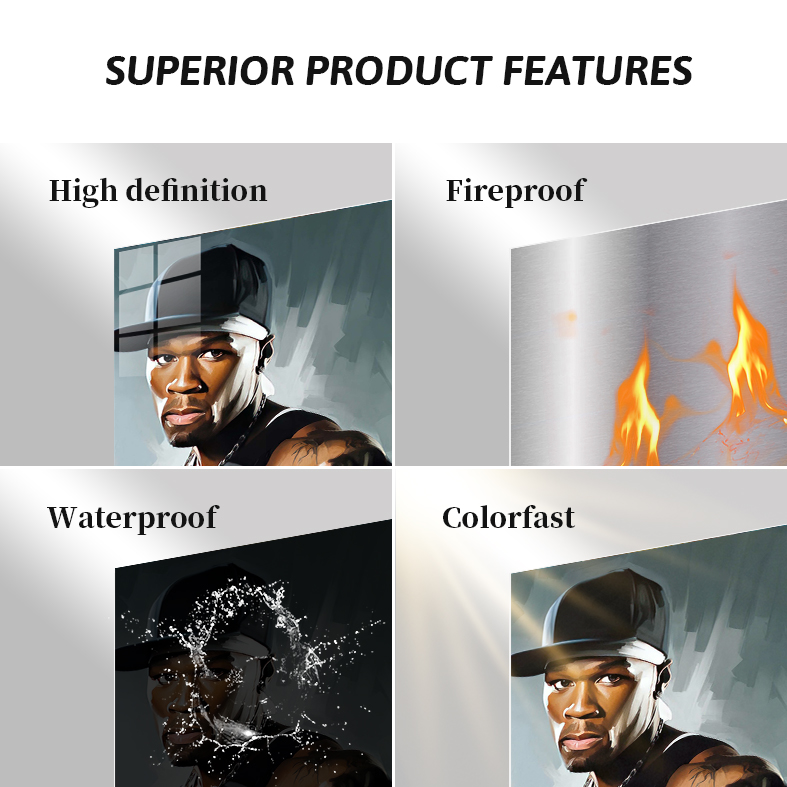 SUPERIOR PRODUCT FEATURES
High definition
Fireproof
Waterproof
Colorfast